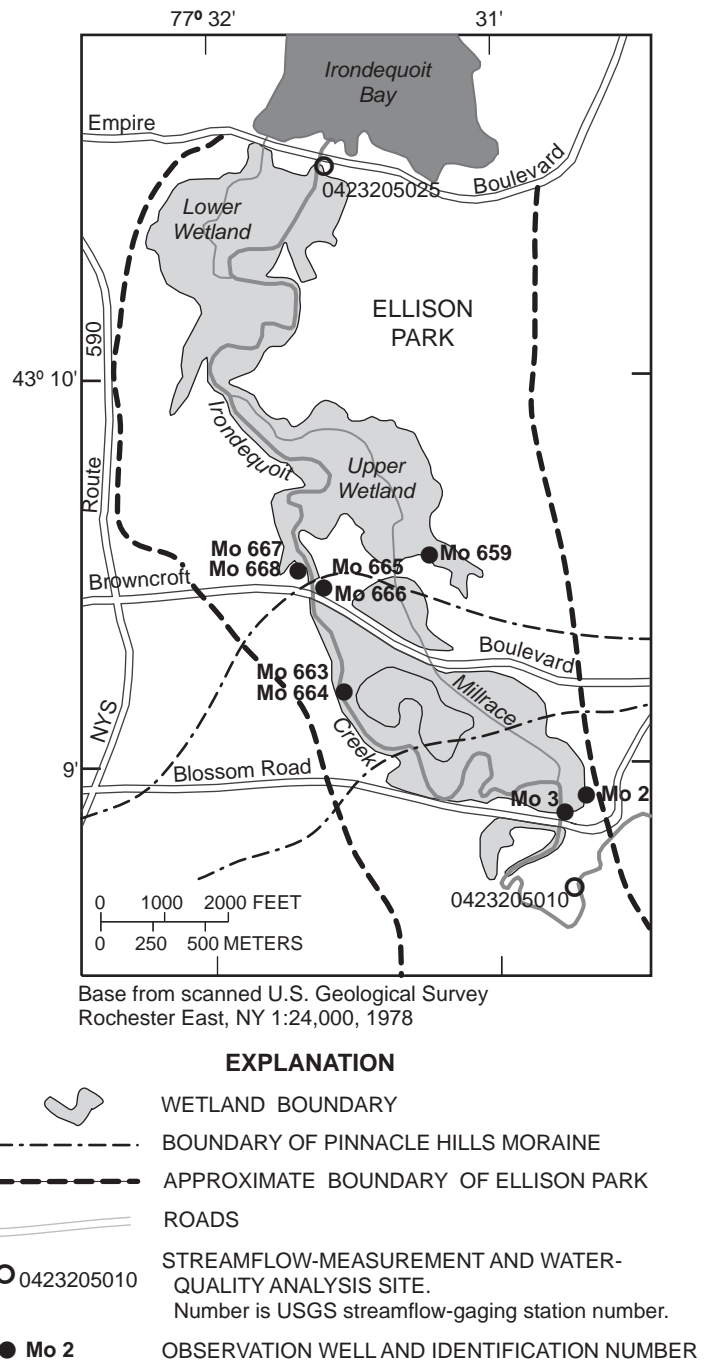 77º 32'
31'
Irondequoit
Bay
Empire
Boulevard
0423205025
Lower
Wetland
ELLISON
PARK
590
43º 10'
Irondequoit
Upper
Wetland
Route
Mo 667
Mo 668
Mo 665
Mo 666
Mo 659
Browncroft
Boulevard
Mo 663
Mo 664
Millrace
NYS
Creek
9'
Blossom Road
Mo 3
Mo 2
0423205010
0 1000 2000 FEET
0 250 500 METERS
Base from scanned U.S. Geological Survey
Rochester East, NY 1:24,000, 1978
EXPLANATION
WETLAND BOUNDARY
BOUNDARY OF PINNACLE HILLS MORAINE
APPROXIMATE BOUNDARY OF ELLISON PARK
ROADS
0423205010
STREAMFLOW-MEASUREMENT AND WATER-
QUALITY ANALYSIS SITE.
Number is USGS streamflow-gaging station number.
Mo 2
OBSERVATION WELL AND IDENTIFICATION NUMBER